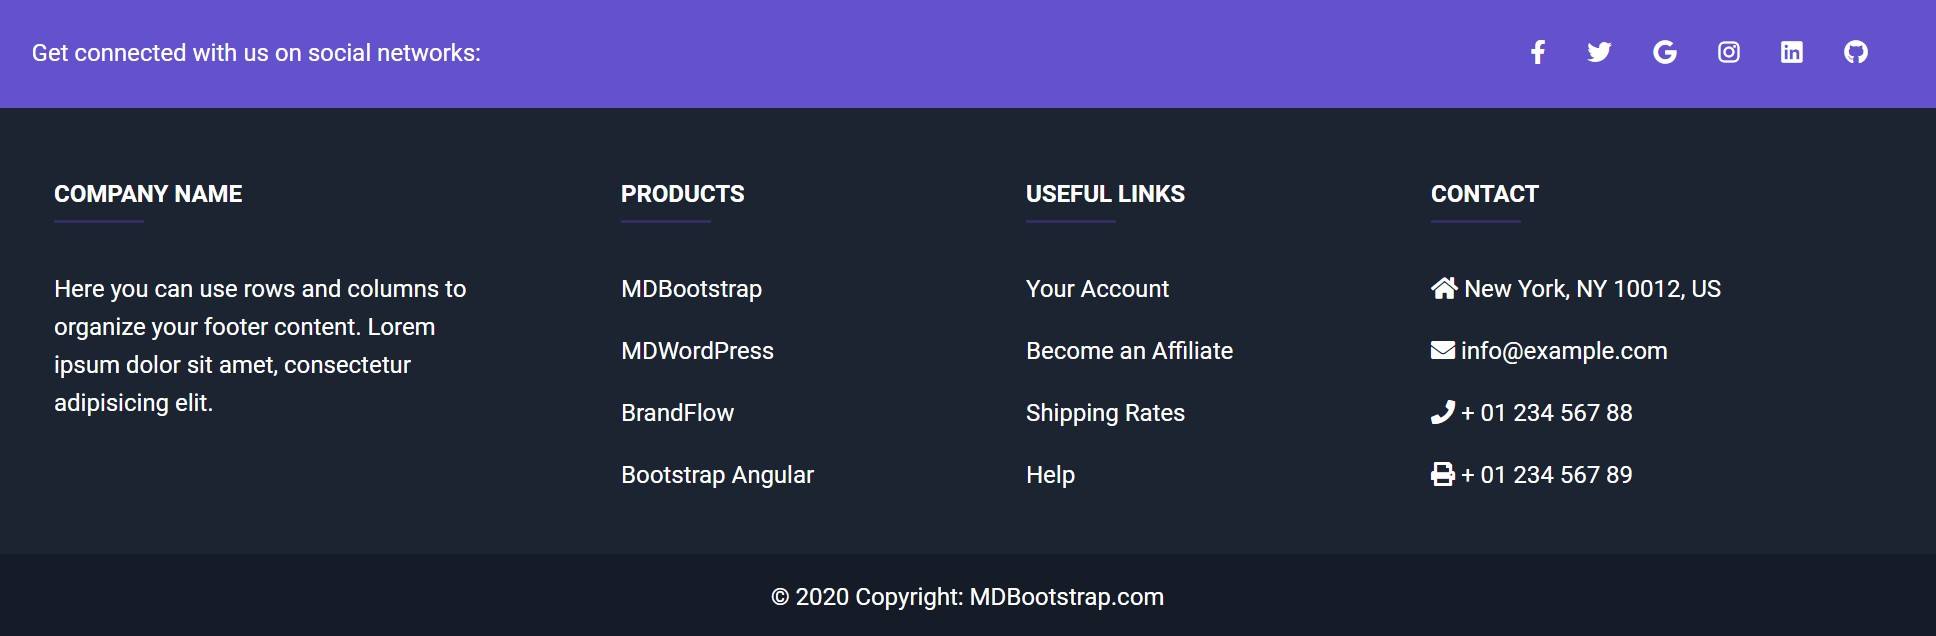 Get connected with us on social networks:
COMPANY NAME
Here you can use rows and columns to
organize your footer content. Lorem
ipsum dolor sit amet, consectetur
adipisicing elit.
PRODUCTS
MDBootstrap
MDWordPress
BrandFlow
Bootstrap Angular
USEFUL LINKS
Your Account
Become an Affiliate
Shipping Rates
Help
CONTACT
New York, NY 10012, US
info@example.com
+ 01 234 567 88
+ 01 234 567 89
© 2020 Copyright: MDBootstrap.com